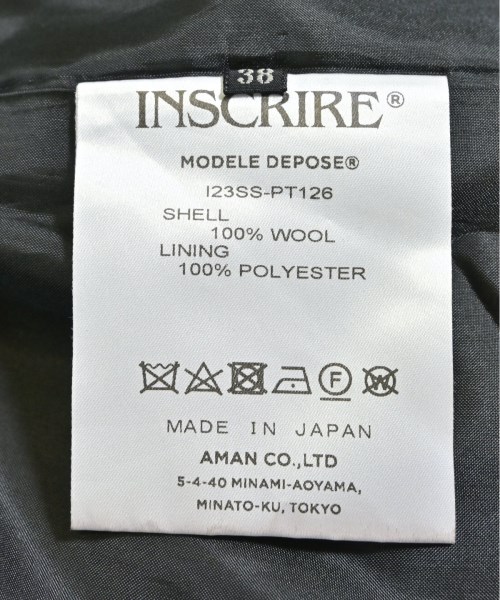 38
INSCRIRE®
MODELE DEPOSE®
I23SS-PT126
SHELL
100% WOOL
LINING
100% POLYESTER
F W
MADE IN JAPAN
AMAN CO.,LTD
5-4-40 MINAMI-AOYAMA,
MINATO-KU, TOKYO